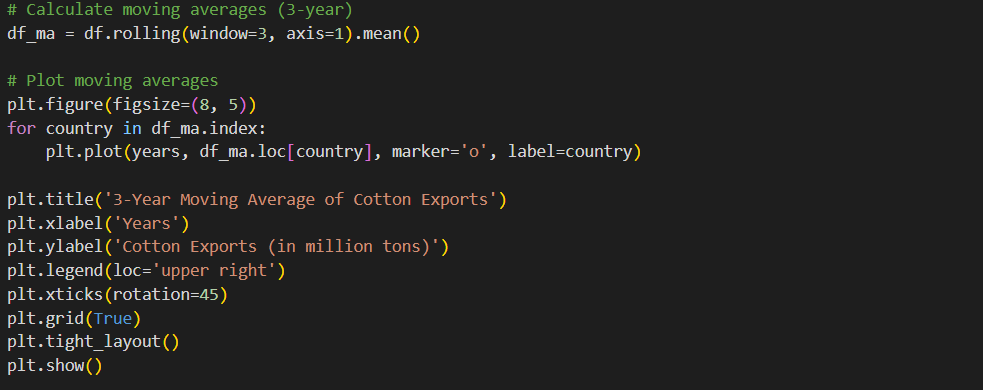 # Calculate moving averages (3-year)
df_ma = df.rolling(window=3, axis=1).mean()
# Plot moving averages
plt.figure(figsize=(8, 5))
for country in df_ma.index:
    plt.plot(years, df_ma.loc[country], marker='o', label=country)
plt.title('3-Year Moving Average of Cotton Exports')
plt.xlabel('Years')
plt.ylabel('Cotton Exports (in million tons)')
plt.legend(loc='upper right')
plt.xticks(rotation=45)
plt.grid(True)
plt.tight_layout()
plt.show()